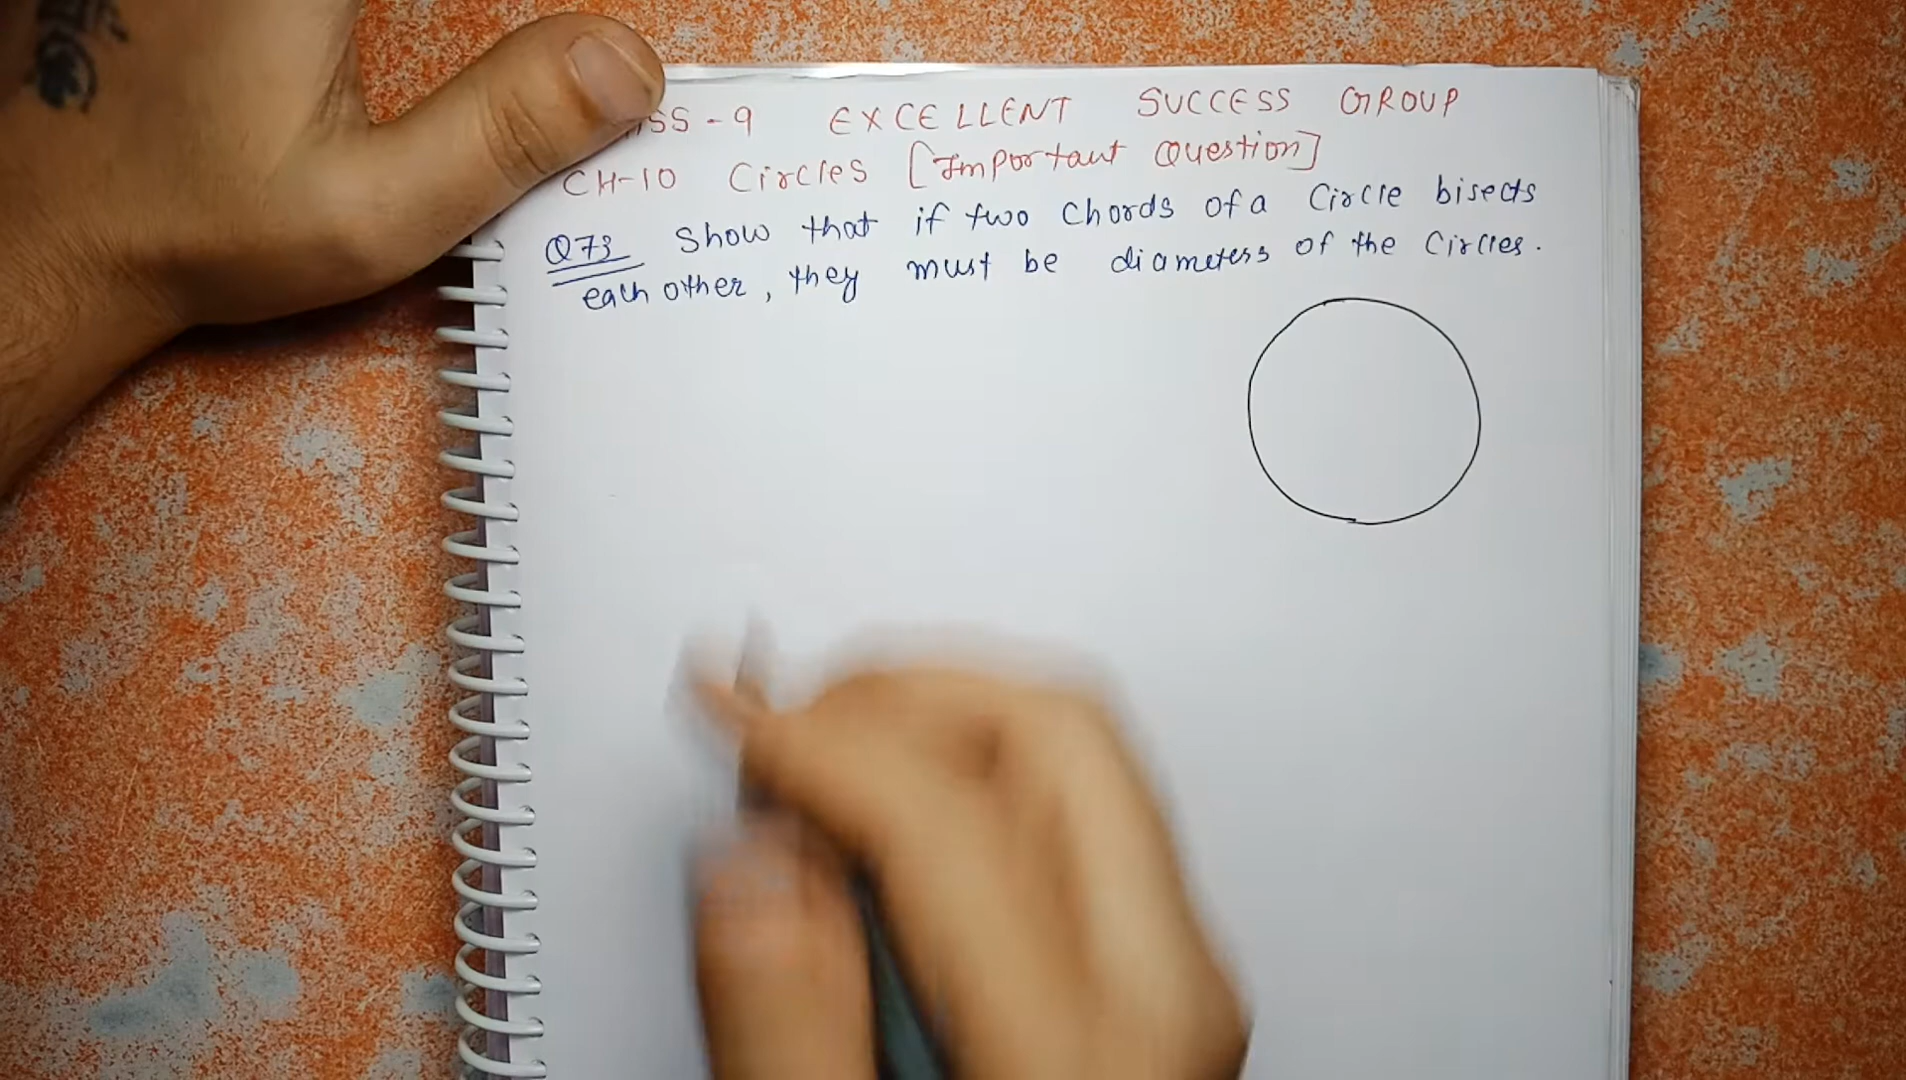 SS - 9 EXCELLENT SUCCESS GROUP
CH-10 Circles [Important Question]
Q73 Show that if two Chords of a Circle bisects
each other, they must be diameters of the Circles.